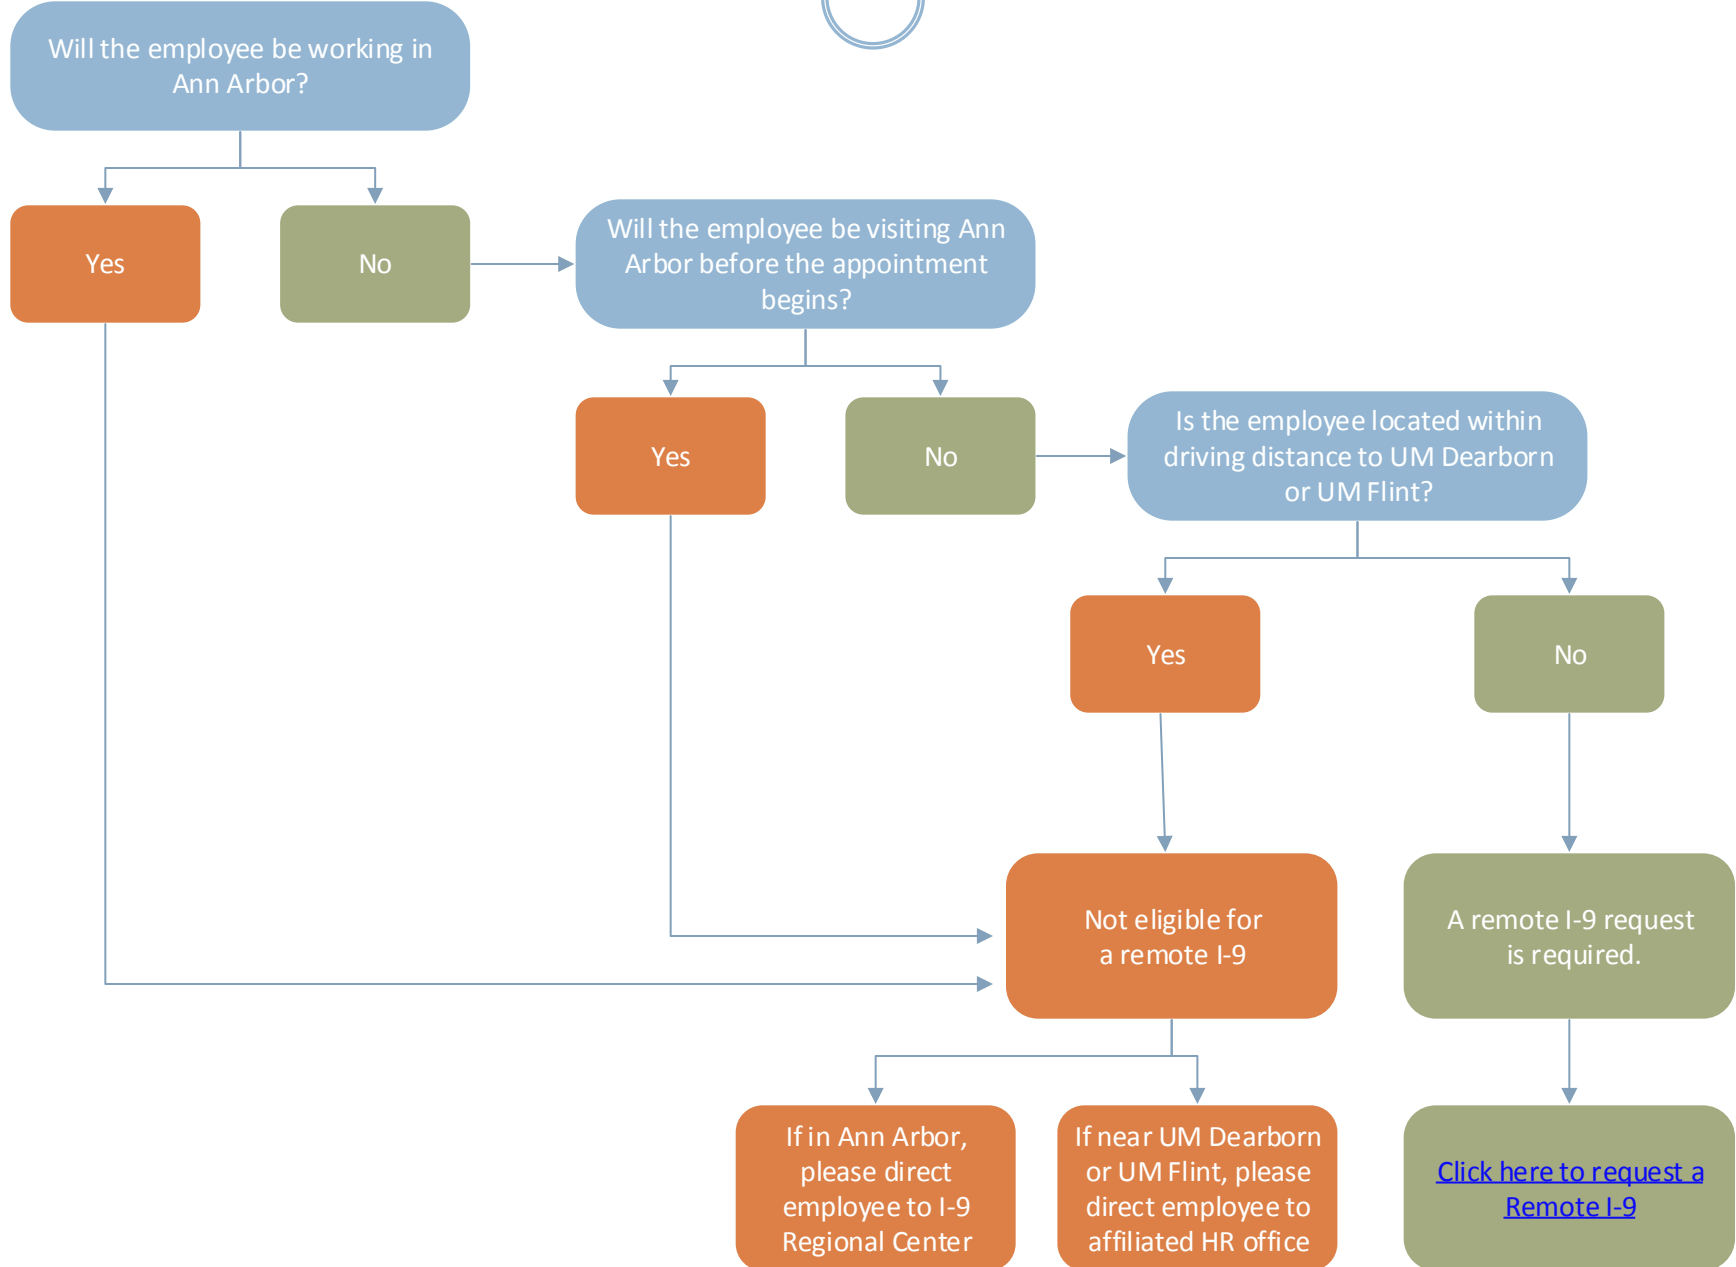 Will the employee be working in
Ann Arbor?
Yes
No
Will the employee be visiting Ann
Arbor before the appointment
begins?
Yes
No
Is the employee located within
driving distance to UM Dearborn
or UM Flint?
Yes
No
Not eligible for
a remote I-9
A remote I-9 request
is required.
If in Ann Arbor,
please direct
employee to I-9
Regional Center
If near UM Dearborn
or UM Flint, please
direct employee to
affiliated HR office
Click here to request a
Remote I-9